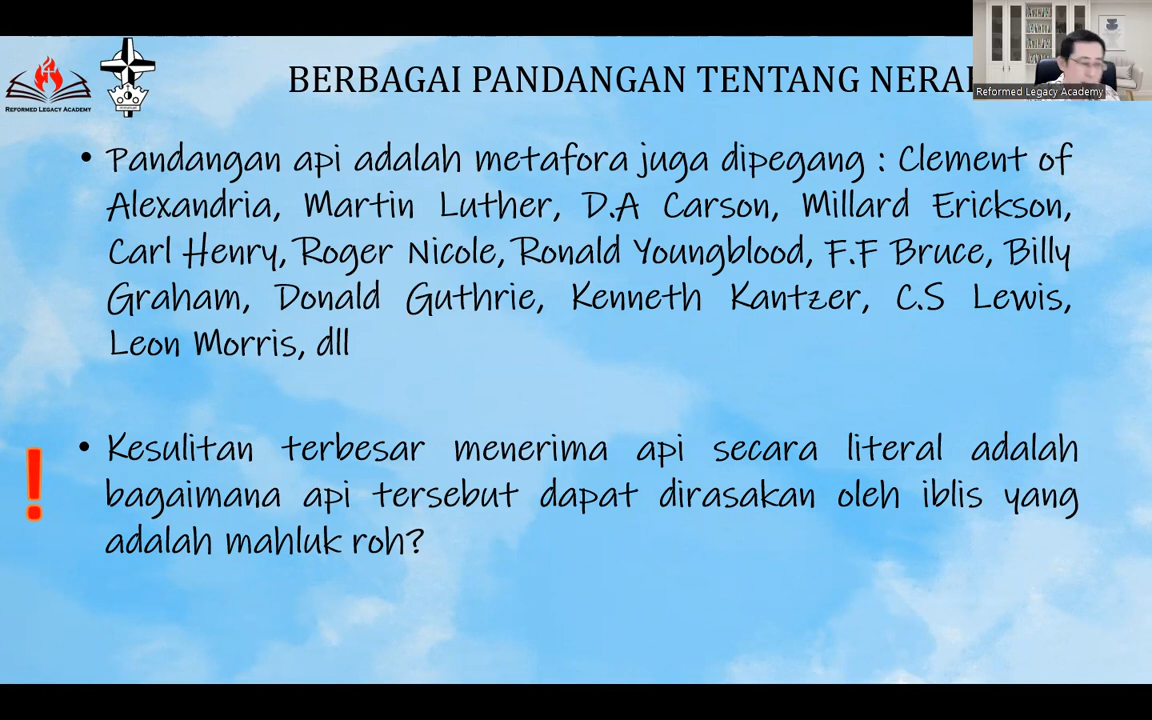 REFORMED LEGACY ACADEMY
BERBAGAI PANDANGAN TENTANG
Reformed Legacy Academy
• Pandangan api adalah metafora juga dipegang : Clement of
Alexandria, Martin Luther, D.A Carson, Millard Erickson,
Carl Henry, Roger Nicole, Ronald Youngblood, F.F Bruce, Billy
Graham, Donald Guthrie, Kenneth Kantzer, C.S Lewis,
Leon Morris, dll
• Kesulitan terbesar menerima api secara literal adalah
bagaimana api tersebut dapat dirasakan oleh iblis yang
adalah mahluk roh?
!